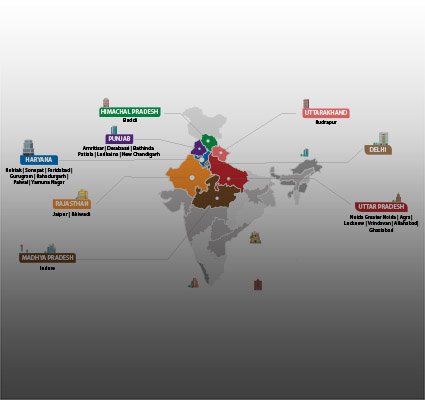 HIMACHAL PRADESH
Baddi
UTTARAKHAND
Rudrapur
PUNJAB
Amritsar | Derabassi | Bathinda
Patiala | Ludhiana | New Chandigarh
HARYANA
Rohtak | Sonepat | Faridabad |
Gurugram | Bahadurgarh |
Palwal | Yamuna Nagar
DELHI
RAJASTHAN
Jaipur | Bhiwadi
UTTAR PRADESH
Noida Greater Noida | Agra |
Lucknow | Vrindavan | Allahabad |
Ghaziabad
MADHYA PRADESH
Indore